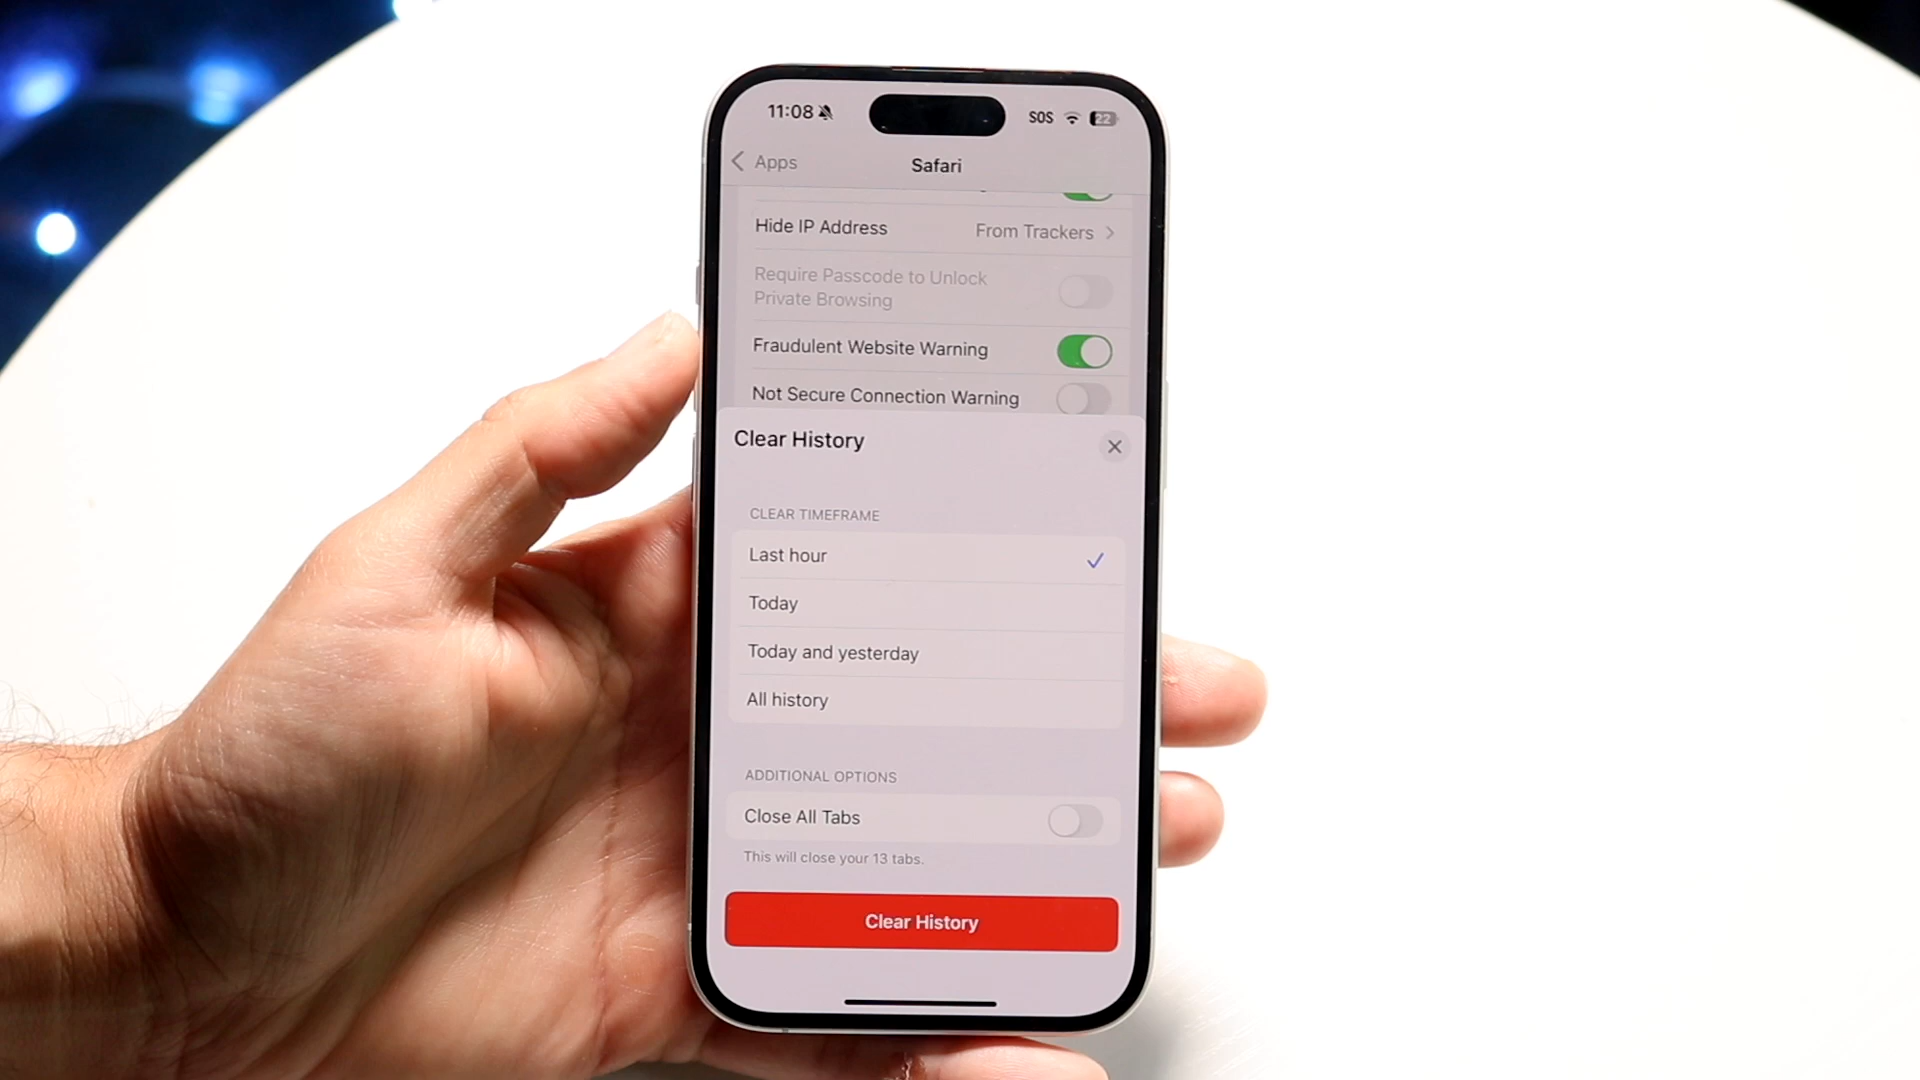 11:08
SOS 22
Apps
Safari
Hide IP Address From Trackers
Require Passcode to Unlock
Private Browsing
Fraudulent Website Warning
Not Secure Connection Warning
Clear History
CLEAR TIMEFRAME
Last hour
Today
Today and yesterday
All history
ADDITIONAL OPTIONS
Close All Tabs
This will close your 13 tabs.
Clear History